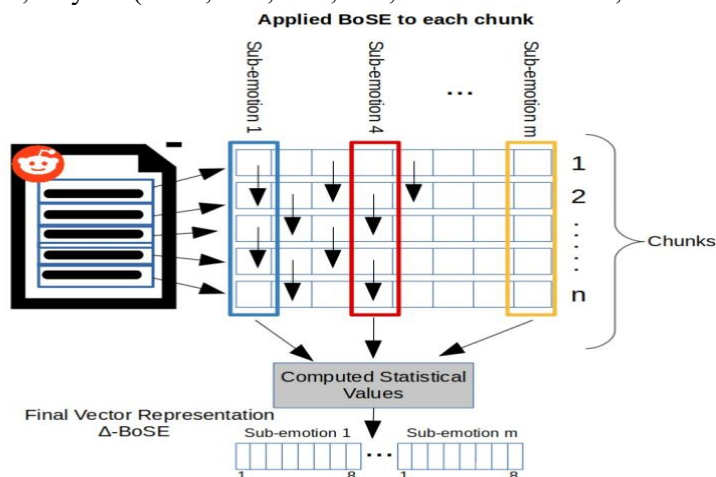 Applied BoSE to each chunk
Sub-emotion 1
Sub-emotion 4
...
Sub-emotion m
1
2
n
Chunks
Computed Statistical
Values
Final Vector Representation
Δ-BoSE
Sub-emotion 1
...
Sub-emotion m
1 8 1 8